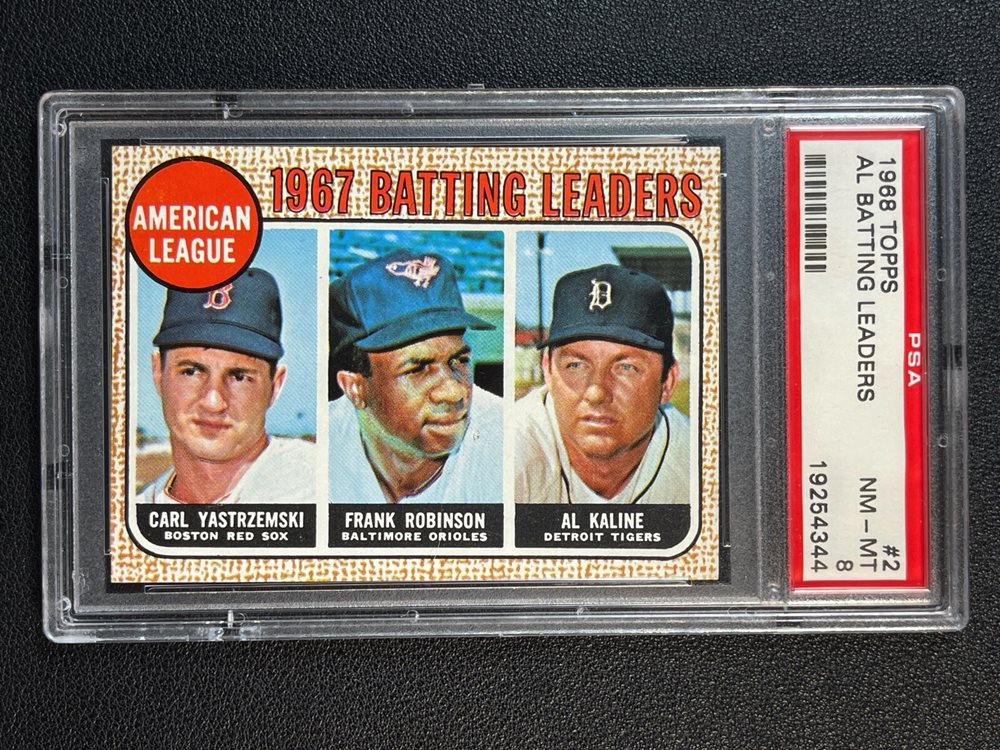 AMERICAN
LEAGUE
1967 BATTING LEADERS
B
D
CARL YASTRZEMSKI
BOSTON RED SOX
FRANK ROBINSON
BALTIMORE ORIOLES
AL KALINE
DETROIT TIGERS
PSA
1968 TOPPS #2
AL BATTING LEADERS NM - MT
8
19254344